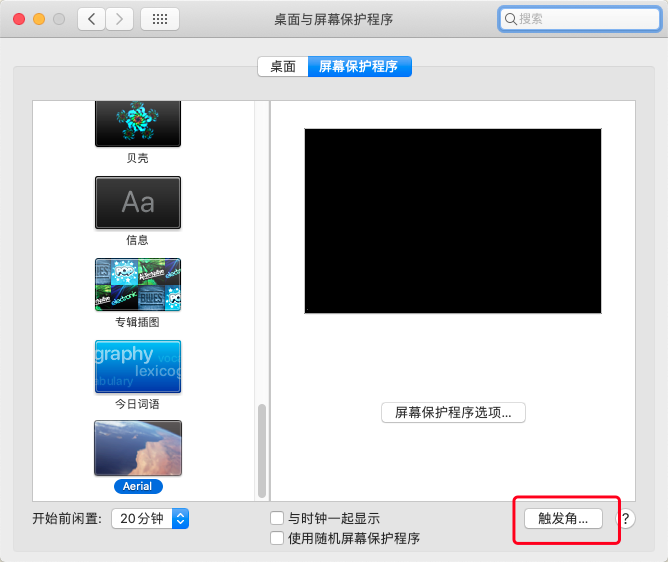 桌面与屏幕保护程序
搜索
桌面
屏幕保护程序
贝壳
Aa
信息
BLUES
electronic
专辑插图
graphy
lexicog
今日词语
Aerial
屏幕保护程序选项...
开始前闲置:
20分钟
与时钟一起显示
使用随机屏幕保护程序
触发角...
?